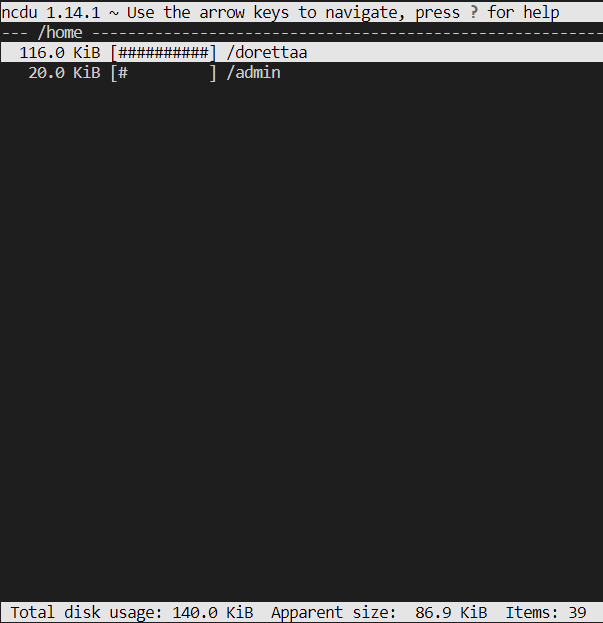 ncdu 1.14.1 ~ Use the arrow keys to navigate, press ? for help
--- /home ---------------------------------------------------------
  116.0 KiB [##########] /dorettaa
   20.0 KiB [#         ] /admin
 Total disk usage: 140.0 KiB  Apparent size:  86.9 KiB  Items: 39